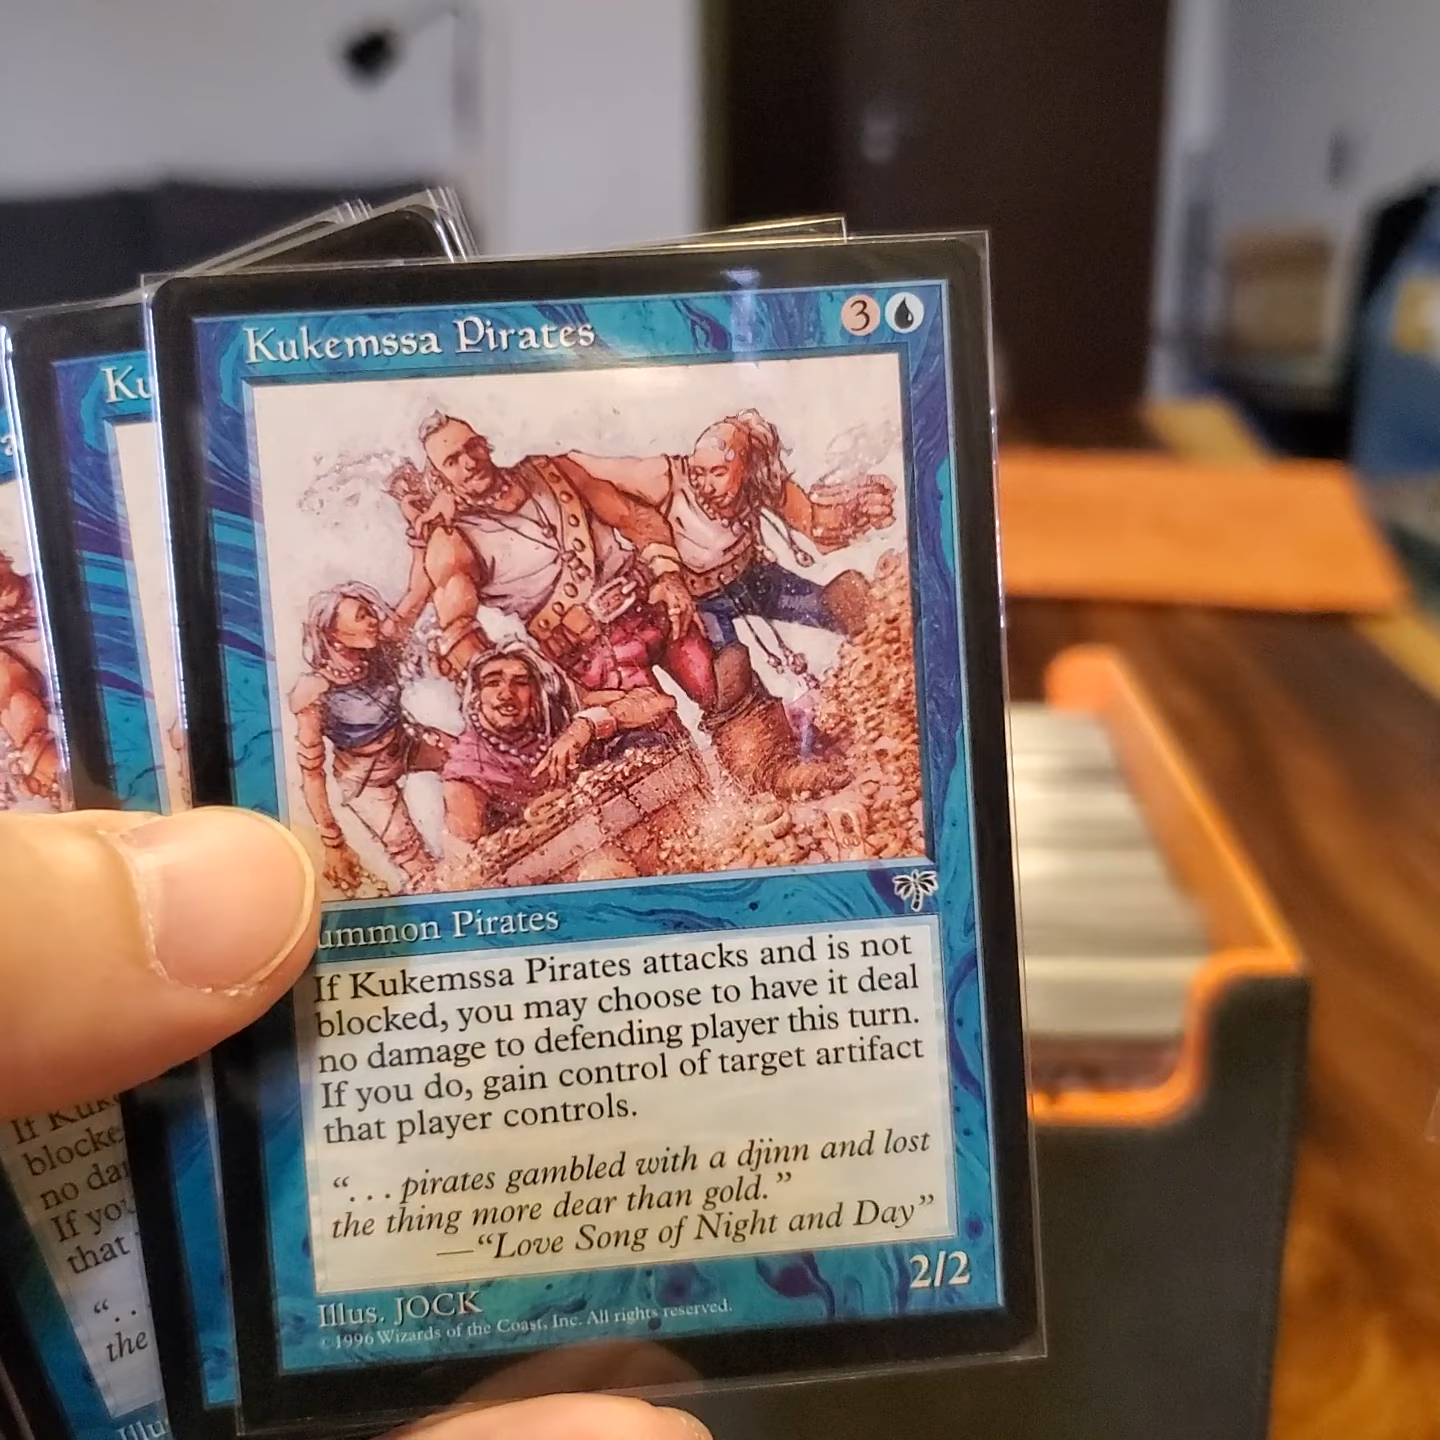 Kukemssa Pirates
3
ummon Pirates
If Kukemssa Pirates attacks and is not
blocked, you may choose to have it deal
no damage to defending player this turn.
If you do, gain control of target artifact
that player controls.
“. . . pirates gambled with a djinn and lost
the thing more dear than gold.”
—“Love Song of Night and Day”
2/2
Illus. JOCK
©1996 Wizards of the Coast, Inc. All rights reserved.
Ku
If Kuk
blocke
no da
If you
that
“. .
the
Illu